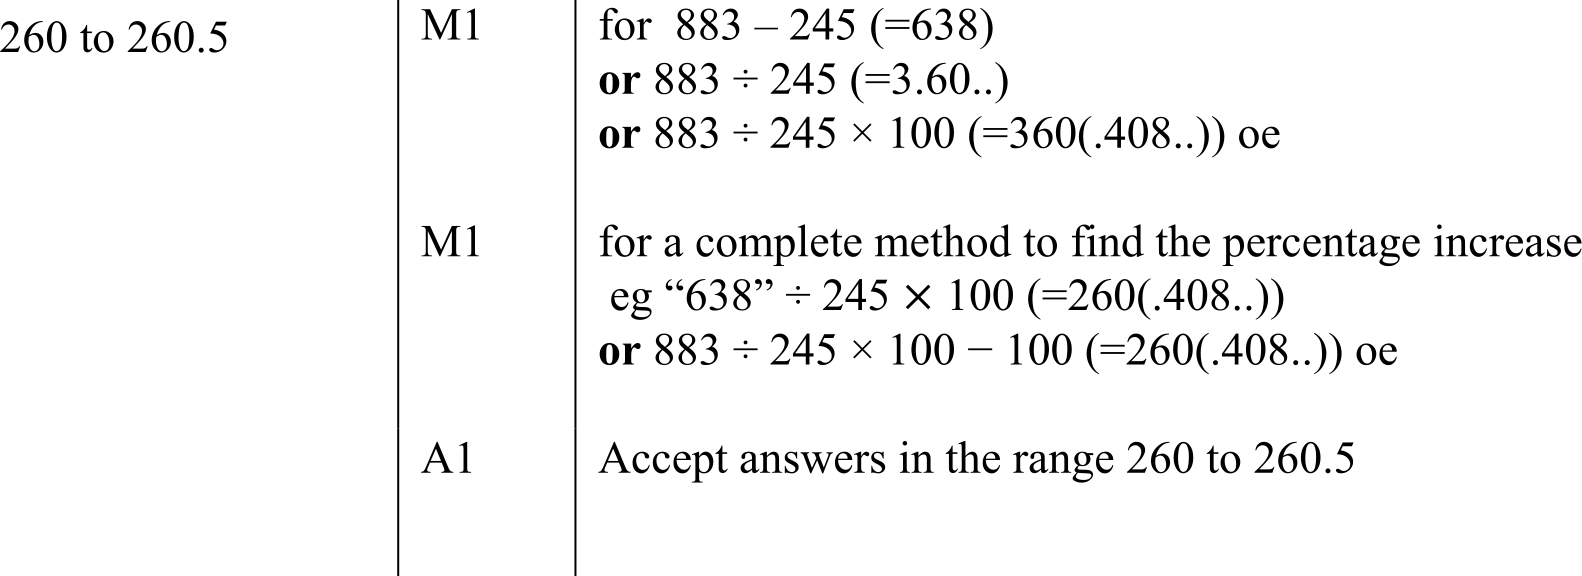 260 to 260.5
M1
for 883 – 245 (=638)
or 883 ÷ 245 (=3.60..)
or 883 ÷ 245 × 100 (=360(.408..)) oe
M1
for a complete method to find the percentage increase
eg “638” ÷ 245 × 100 (=260(.408..))
or 883 ÷ 245 × 100 − 100 (=260(.408..)) oe
A1
Accept answers in the range 260 to 260.5